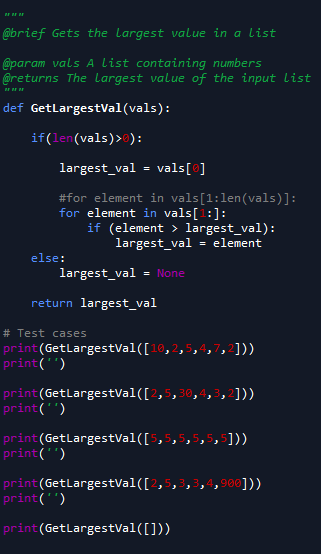 """
@brief Gets the largest value in a list

@param vals A list containing numbers
@returns The largest value of the input list
"""
def GetLargestVal(vals):

    if(len(vals)>0):

        largest_val = vals[0]

        #for element in vals[1:len(vals)]:
        for element in vals[1:]:
            if (element > largest_val):
                largest_val = element
    else:
        largest_val = None

    return largest_val

# Test cases
print(GetLargestVal([10,2,5,4,7,2]))
print('')

print(GetLargestVal([2,5,30,4,3,2]))
print('')

print(GetLargestVal([5,5,5,5,5,5]))
print('')

print(GetLargestVal([2,5,3,3,4,900]))
print('')

print(GetLargestVal([]))